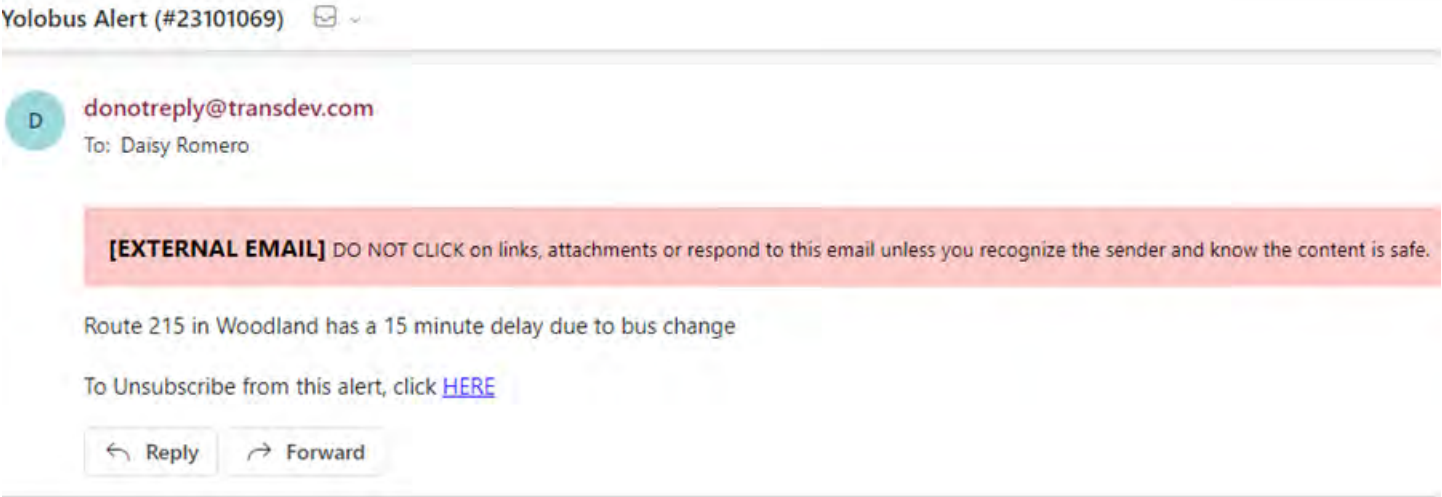 Yolobus Alert (#23101069)
D
donotreply@transdev.com
To: Daisy Romero
[EXTERNAL EMAIL] DO NOT CLICK on links, attachments or respond to this email unless you recognize the sender and know the content is safe.
Route 215 in Woodland has a 15 minute delay due to bus change
To Unsubscribe from this alert, click HERE
Reply Forward